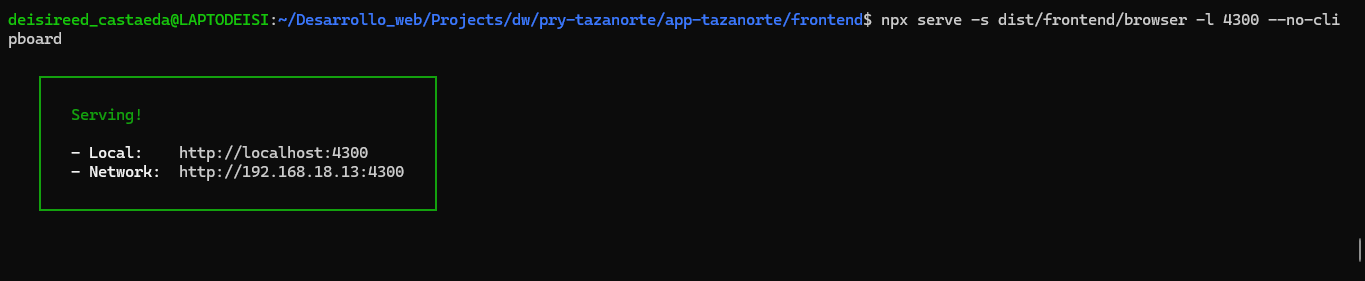 deisireed_castaeda@LAPTODEISI:~/Desarrollo_web/Projects/dw/pry-tazanorte/app-tazanorte/frontend$ npx serve -s dist/frontend/browser -l 4300 --no-cli
pboard
Serving!
- Local:    http://localhost:4300
- Network:  http://192.168.18.13:4300